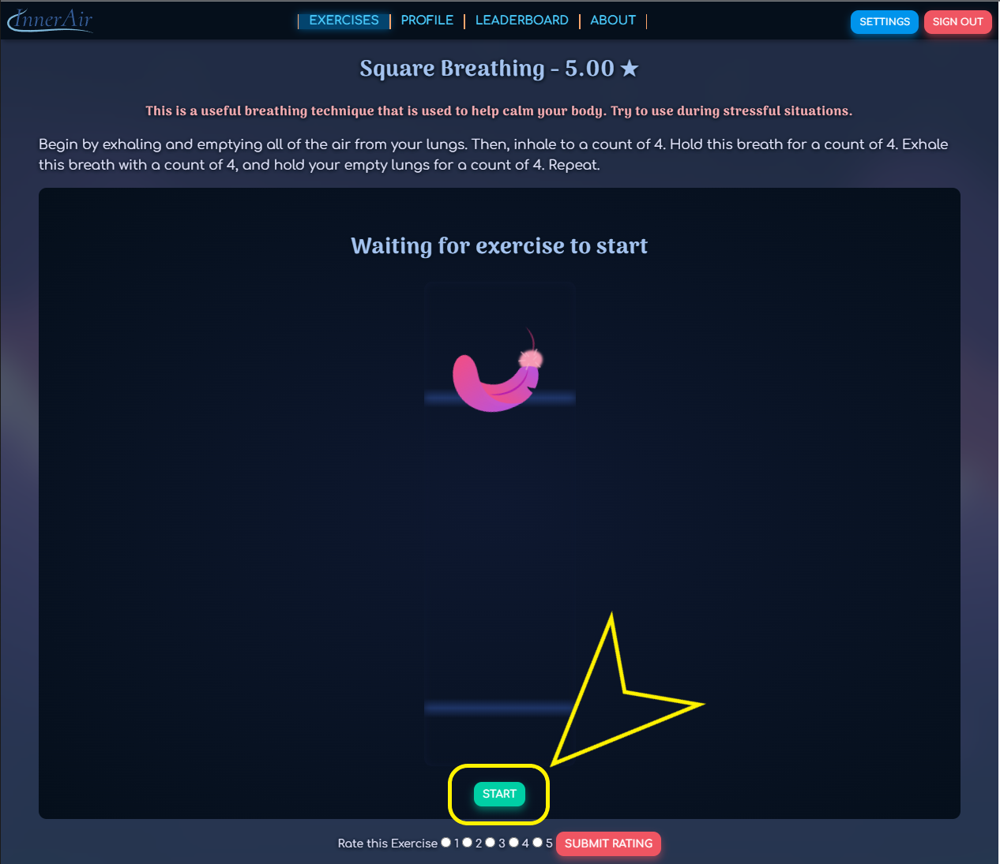 InnerAir
EXERCISES
PROFILE
LEADERBOARD
ABOUT
SETTINGS
SIGN OUT
Square Breathing - 5.00 ★
This is a useful breathing technique that is used to help calm your body. Try to use during stressful situations.
Begin by exhaling and emptying all of the air from your lungs. Then, inhale to a count of 4. Hold this breath for a count of 4. Exhale
this breath with a count of 4, and hold your empty lungs for a count of 4. Repeat.
Waiting for exercise to start
START
Rate this Exercise 1 2 3 4 5 SUBMIT RATING